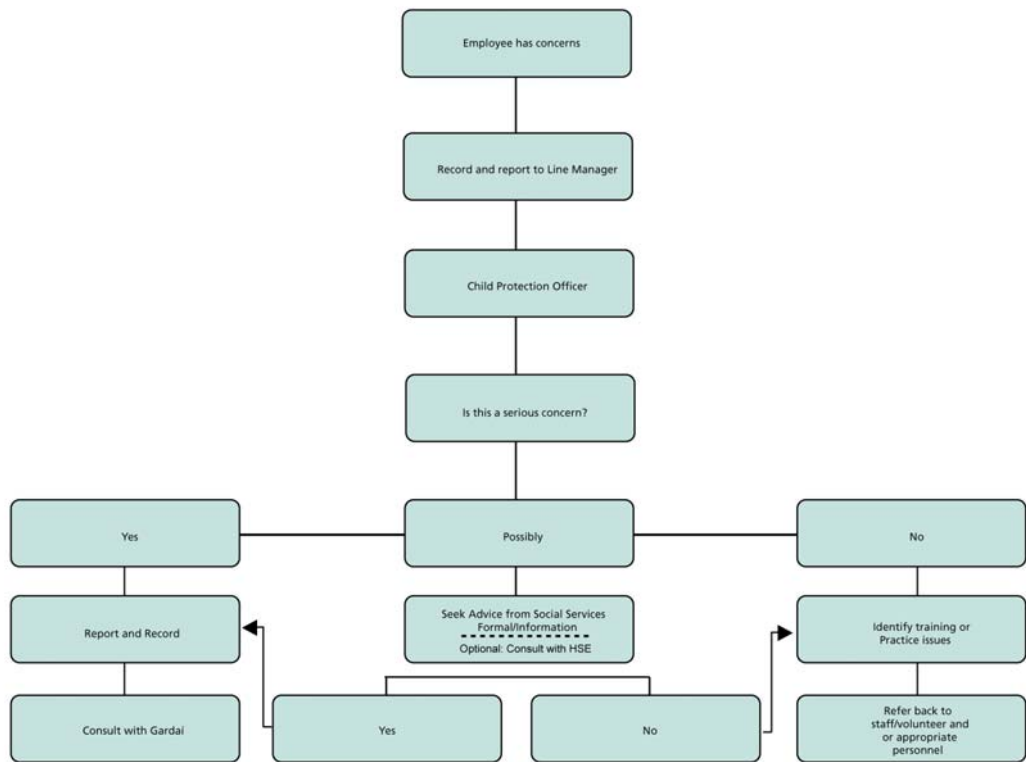 Employee has concerns
Record and report to Line Manager
Child Protection Officer
Is this a serious concern?
Yes
Possibly
No
Report and Record
Seek Advice from Social Services
Formal/Information
Optional: Consult with HSE
Identify training or
Practice issues
Consult with Gardai
Yes
No
Refer back to
staff/volunteer and
or appropriate
personnel